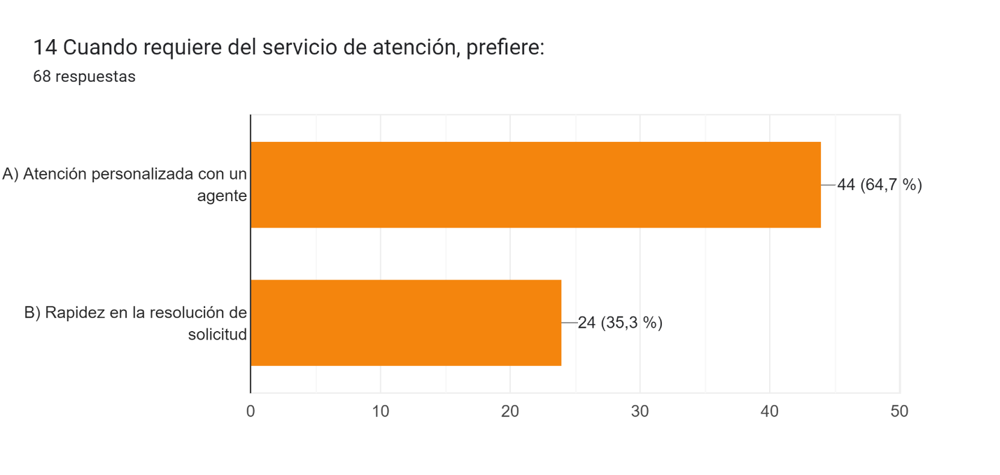 14 Cuando requiere del servicio de atención, prefiere:
68 respuestas
A) Atención personalizada con un
agente
44 (64,7 %)
B) Rapidez en la resolución de
solicitud
24 (35,3 %)
0 10 20 30 40 50